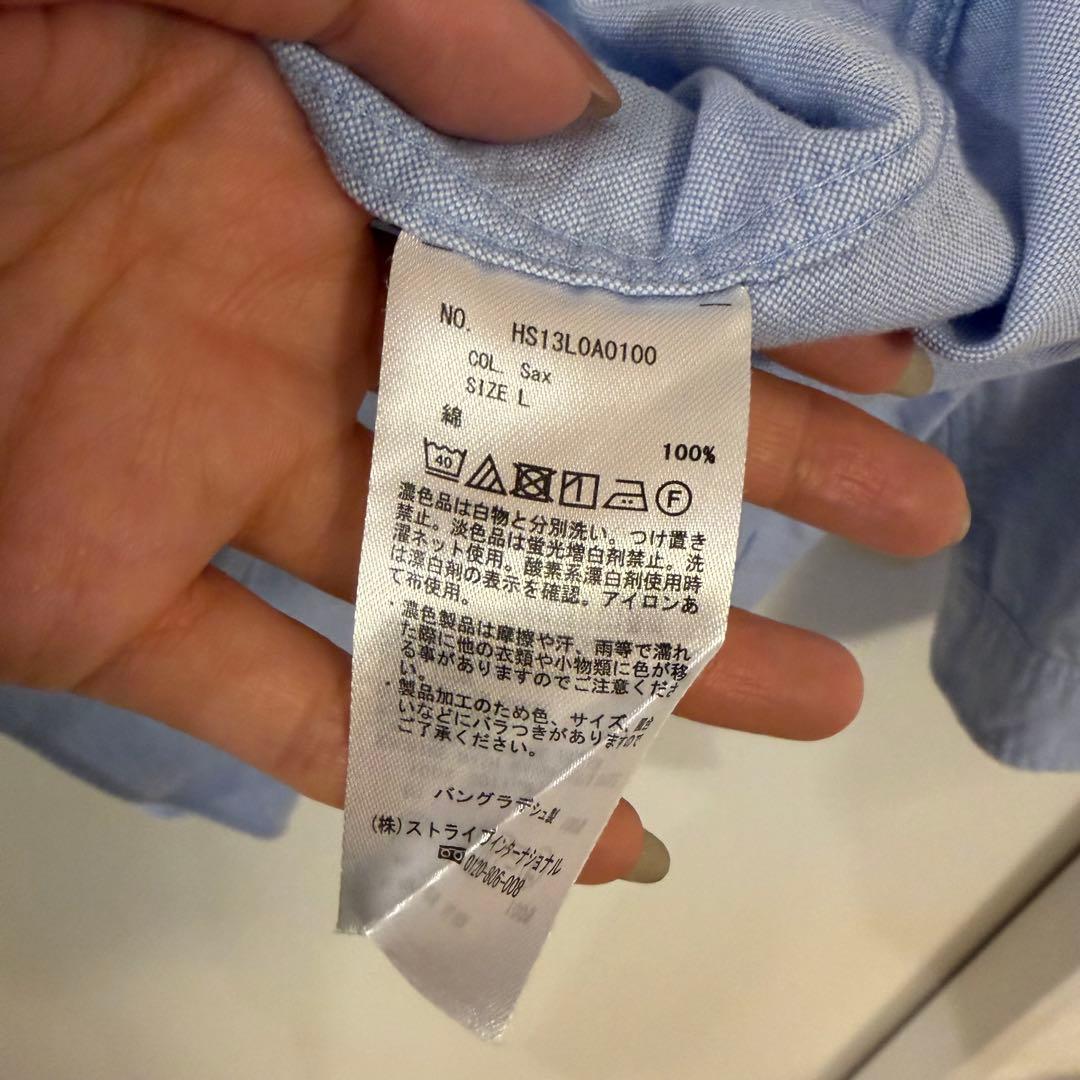 NO. HS13L0A0100
COL. Sax
SIZE L
綿 100%
40 F
濃色品は白物と分別洗い。つけ置き
禁止。淡色品は蛍光増白剤禁止。洗
濯ネット使用。酸素系漂白剤使用時
は漂白剤の表示を確認。アイロンあ
て布使用。
・濃色製品は摩擦や汗、雨等で濡れ
た際に他の衣類や小物類に色が移
る事がありますのでご注意くださ
い。
・製品加工のため色、サイズ、風合
いなどにバラつきがありますので
ご了承ください。
バングラデシュ製
(株)ストライプインターナショナル
0120-806-008